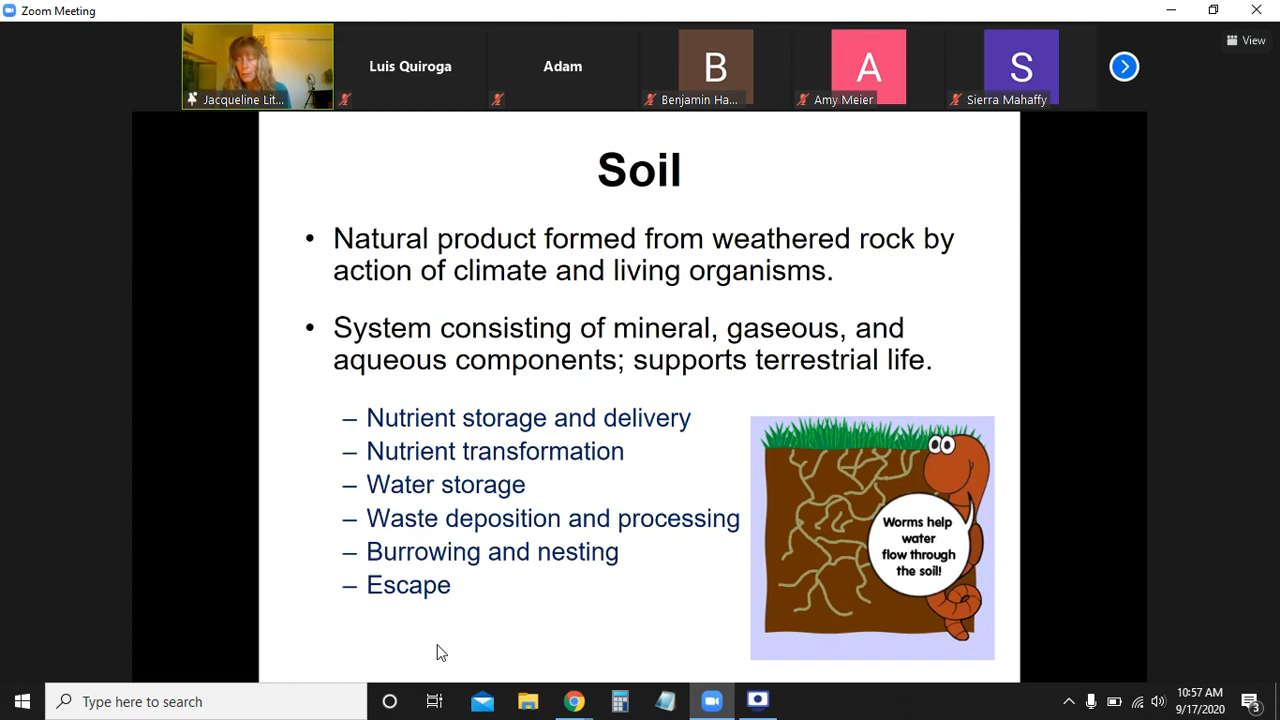 Zoom Meeting
View
Luis Quiroga
Adam
B
A
S
Jacqueline Lit...
Benjamin Ha...
Amy Meier
Sierra Mahaffy
Soil
• Natural product formed from weathered rock by
action of climate and living organisms.
• System consisting of mineral, gaseous, and
aqueous components; supports terrestrial life.
– Nutrient storage and delivery
– Nutrient transformation
– Water storage
– Waste deposition and processing
– Burrowing and nesting
– Escape
Worms help
water
flow through
the soil!
Type here to search
10:57 AM
9/17/2020
3